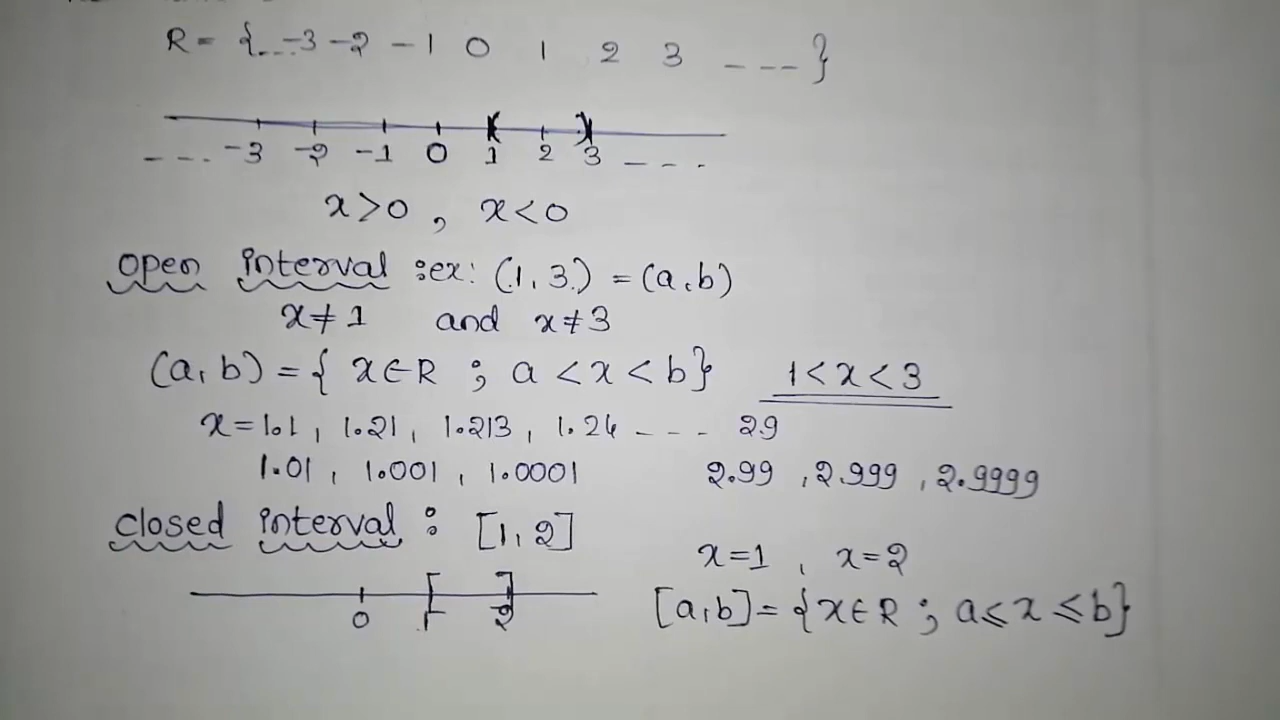 R = {...-3 -2 -1 0 1 2 3 ---}
--- -3 -2 -1 0 1 2 3 ---
x>0 , x<0
open interval :ex: (1, 3) = (a, b)
x≠1 and x≠3
(a, b) = { x∈R ; a < x < b} 1< x < 3
x=1.1, 1.21, 1.213, 1.24 ---- 2.9
1.01, 1.001, 1.0001 2.99, 2.999, 2.9999
closed interval : [1, 2]
x=1, x=2
0 1 2
[a, b] = {x∈R ; a⩽ x ⩽ b}